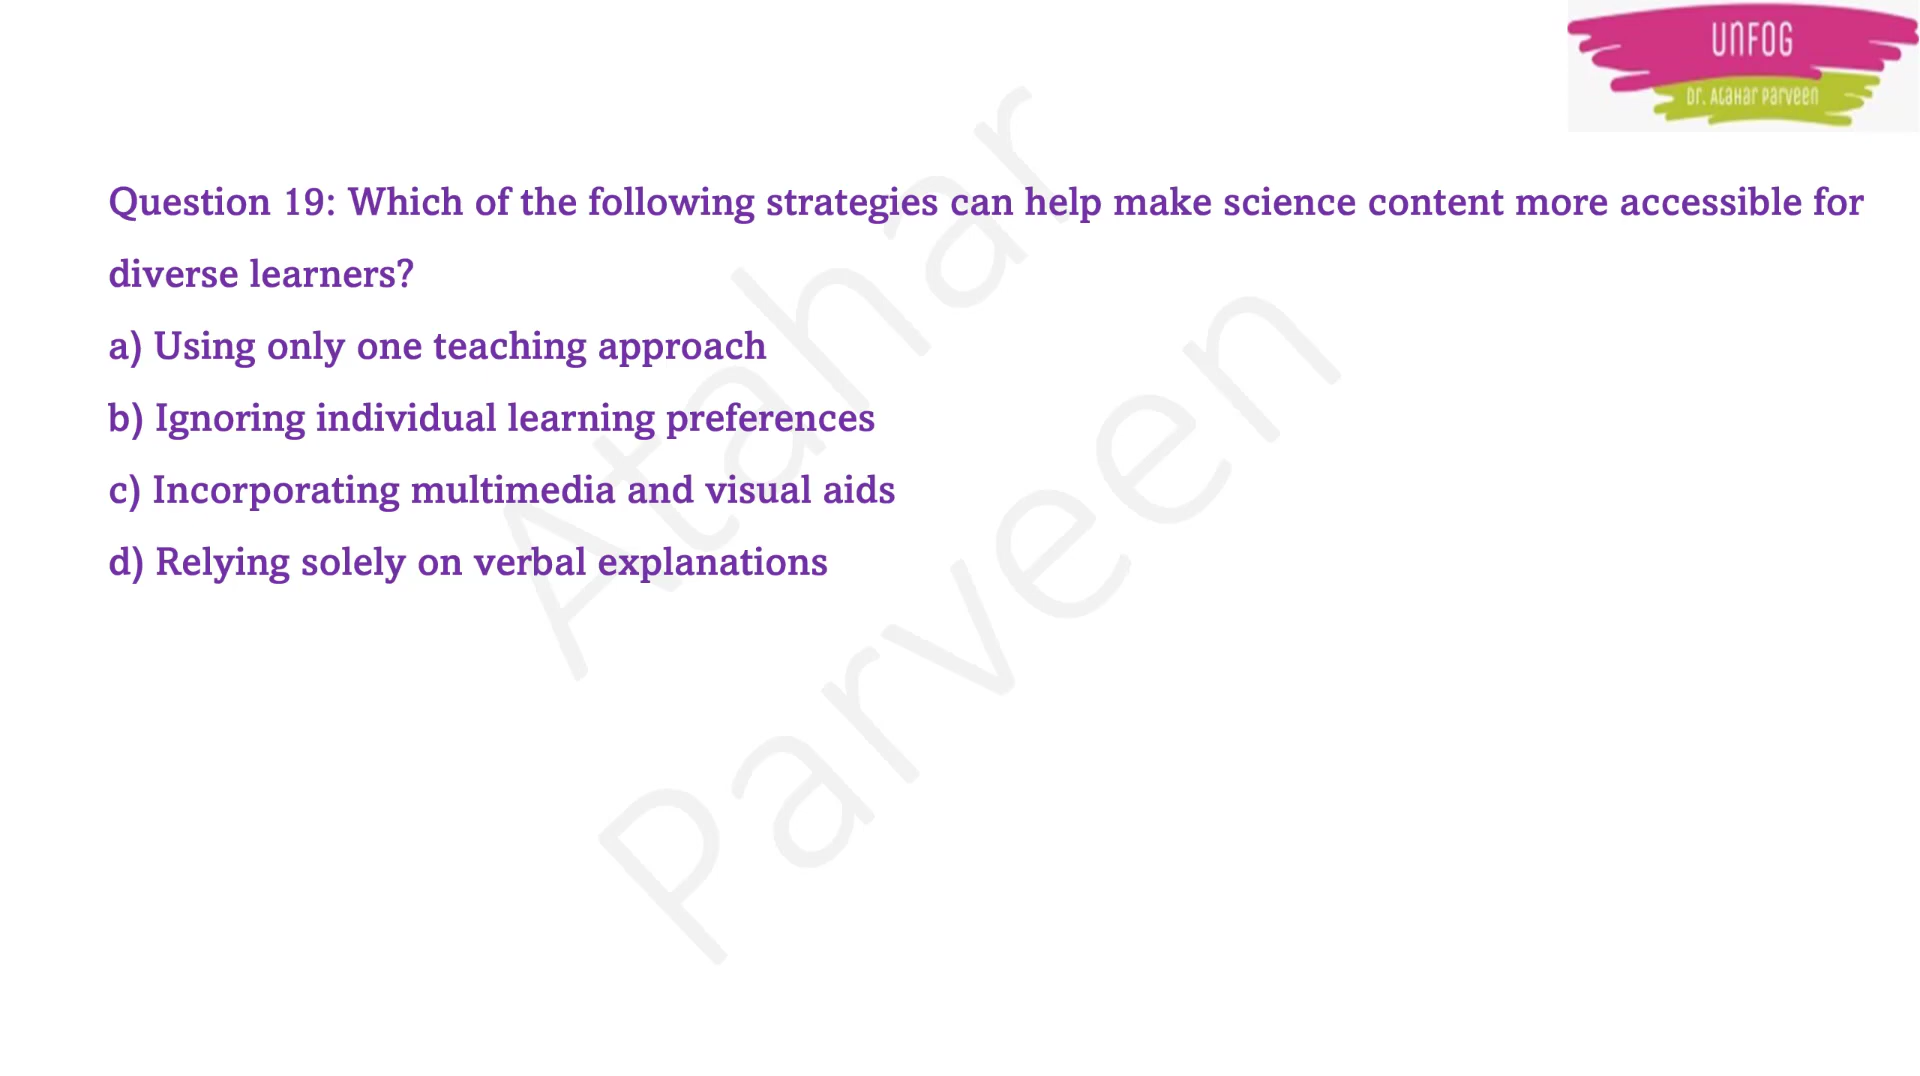 UNFOG
Dr. Atahar Parveen
Question 19: Which of the following strategies can help make science content more accessible for
diverse learners?
a) Using only one teaching approach
b) Ignoring individual learning preferences
c) Incorporating multimedia and visual aids
d) Relying solely on verbal explanations
Atahar
Parveen